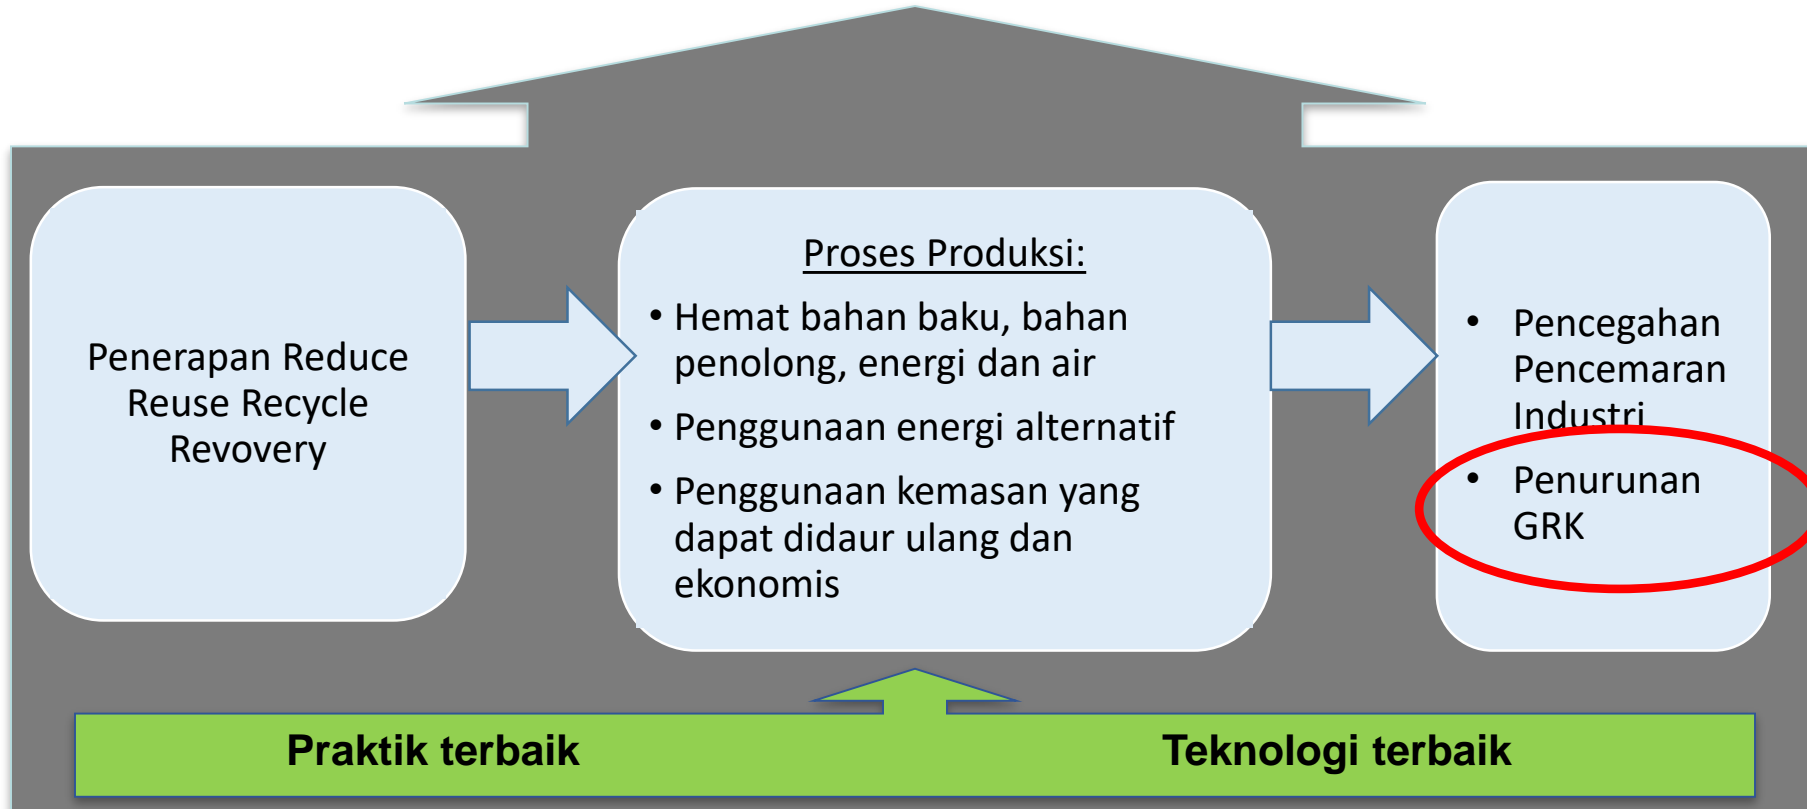 Penerapan Reduce
Reuse Recycle
Revovery
Proses Produksi:
• Hemat bahan baku, bahan
penolong, energi dan air
• Penggunaan energi alternatif
• Penggunaan kemasan yang
dapat didaur ulang dan
ekonomis
• Pencegahan
Pencemaran
Industri
• Penurunan
GRK
Praktik terbaik
Teknologi terbaik